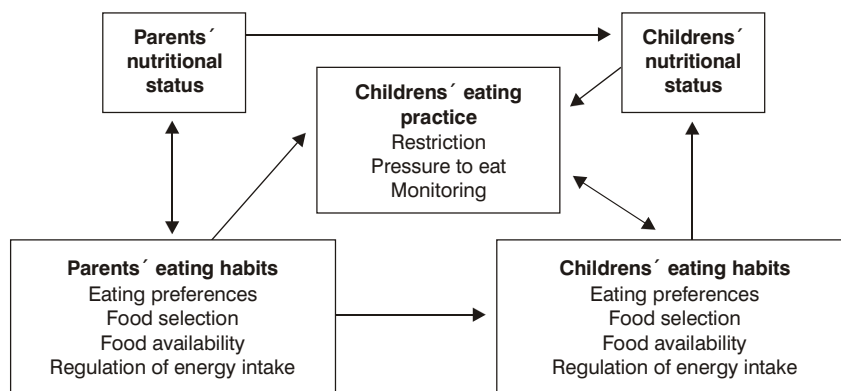 Parents´
nutritional
status
Childrens´
nutritional
status
Childrens´ eating
practice
Restriction
Pressure to eat
Monitoring
Parents´ eating habits
Eating preferences
Food selection
Food availability
Regulation of energy intake
Childrens´ eating habits
Eating preferences
Food selection
Food availability
Regulation of energy intake